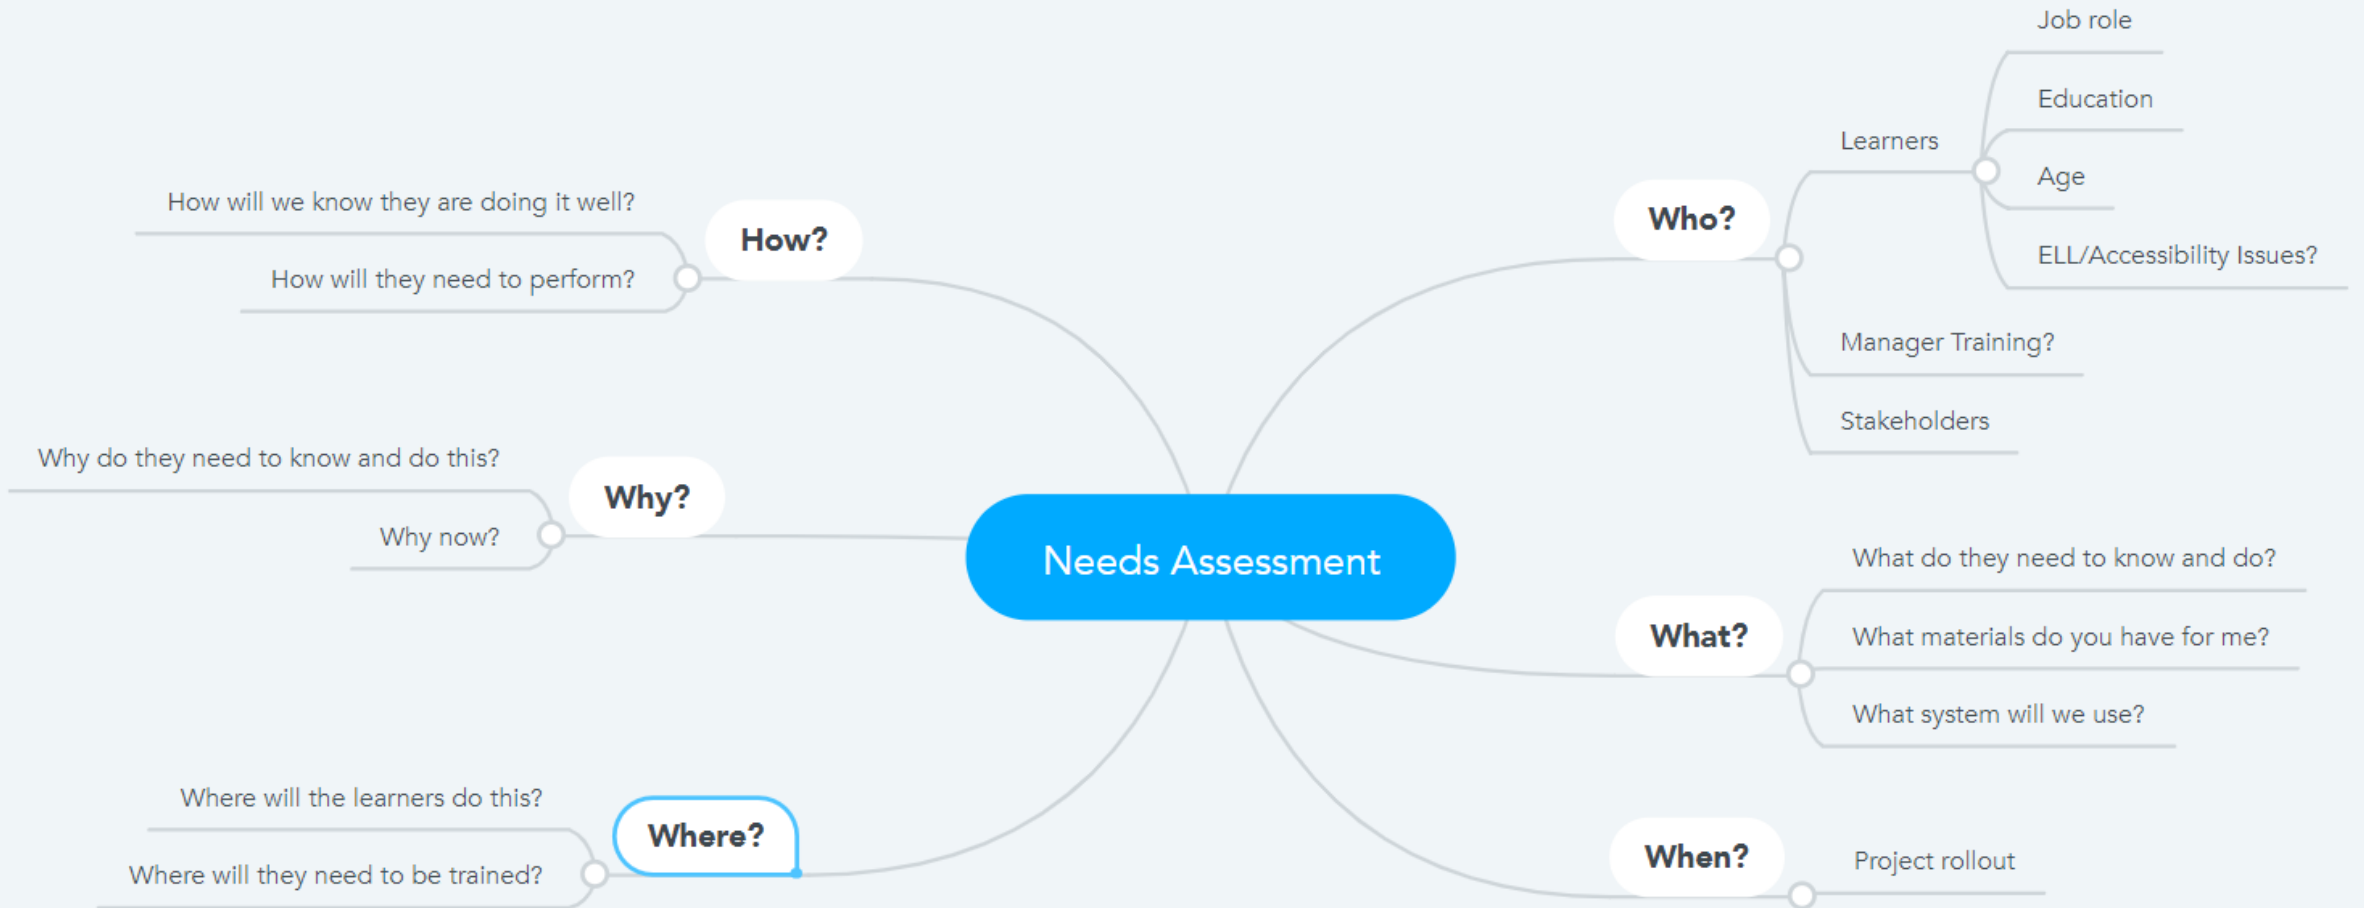 Needs Assessment
Who?
Learners
Job role
Education
Age
ELL/Accessibility Issues?
Manager Training?
Stakeholders
What?
What do they need to know and do?
What materials do you have for me?
What system will we use?
When?
Project rollout
How?
How will we know they are doing it well?
How will they need to perform?
Why?
Why do they need to know and do this?
Why now?
Where?
Where will the learners do this?
Where will they need to be trained?